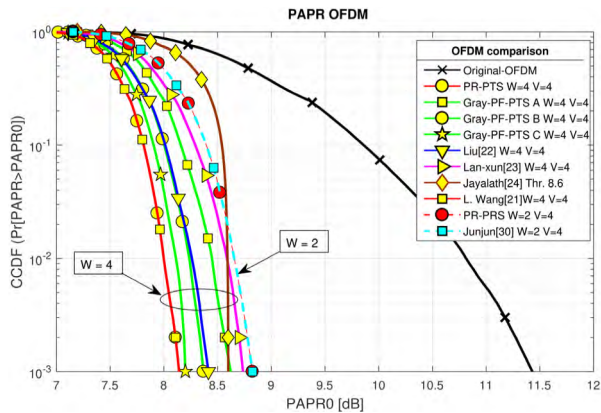 PAPR OFDM
CCDF (Pr[PAPR>PAPR0])
10^0
10^-1
10^-2
10^-3
OFDM comparison
Original-OFDM
PR-PTS W=4 V=4
Gray-PF-PTS A W=4 V=4
Gray-PF-PTS B W=4 V=4
Gray-PF-PTS C W=4 V=4
Liu[22] W=4 V=4
Lan-xun[23] W=4 V=4
Jayalath[24] Thr. 8.6
L. Wang[21]W=4 V=4
PR-PRS W=2 V=4
Junjun[30] W=2 V=4
W = 2
W = 4
7 7.5 8 8.5 9 9.5 10 10.5 11 11.5 12
PAPR0 [dB]